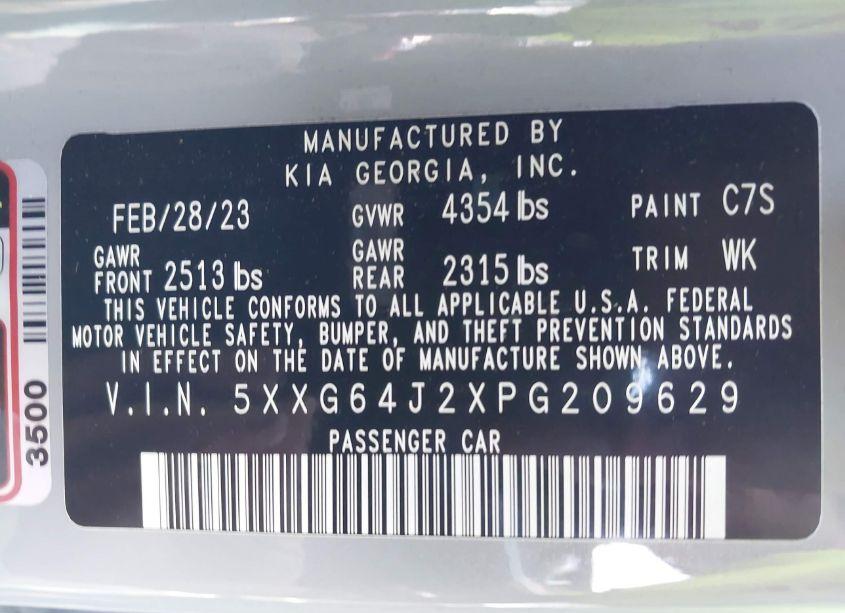 MANUFACTURED BY
KIA GEORGIA, INC.
FEB/28/23 GVWR 4354 lbs PAINT C7S
GAWR FRONT 2513 lbs GAWR REAR 2315 lbs TRIM WK
THIS VEHICLE CONFORMS TO ALL APPLICABLE U.S.A. FEDERAL
MOTOR VEHICLE SAFETY, BUMPER, AND THEFT PREVENTION STANDARDS
IN EFFECT ON THE DATE OF MANUFACTURE SHOWN ABOVE.
V.I.N. 5XXG64J2XPG209629
PASSENGER CAR
3500